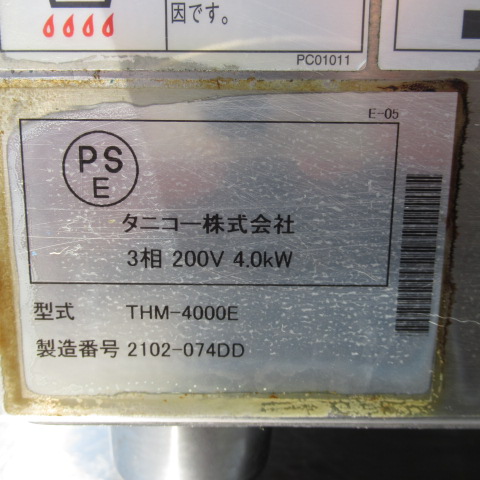 因です。
PC01011
E-05
PS
E
タニコー株式会社
3相 200V 4.0kW
型式 THM-4000E
製造番号 2102-074DD